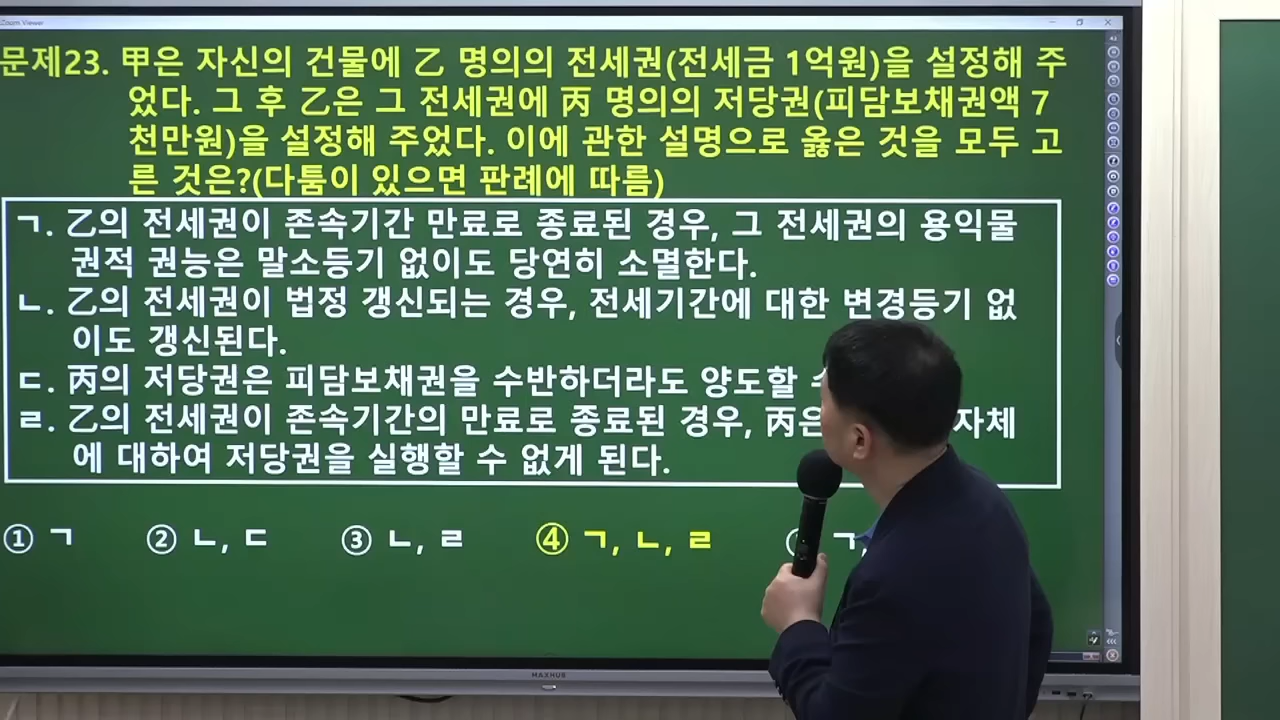 Zoom Viewer
문제23. 甲은 자신의 건물에 乙 명의의 전세권(전세금 1억원)을 설정해 주
었다. 그 후 乙은 그 전세권에 丙 명의의 저당권(피담보채권액 7
천만원)을 설정해 주었다. 이에 관한 설명으로 옳은 것을 모두 고
른 것은?(다툼이 있으면 판례에 따름)
ㄱ. 乙의 전세권이 존속기간 만료로 종료된 경우, 그 전세권의 용익물
권적 권능은 말소등기 없이도 당연히 소멸한다.
ㄴ. 乙의 전세권이 법정 갱신되는 경우, 전세기간에 대한 변경등기 없
이도 갱신된다.
ㄷ. 丙의 저당권은 피담보채권을 수반하더라도 양도할
ㄹ. 乙의 전세권이 존속기간의 만료로 종료된 경우, 丙은 자체
에 대하여 저당권을 실행할 수 없게 된다.
① ㄱ ② ㄴ, ㄷ ③ ㄴ, ㄹ ④ ㄱ, ㄴ, ㄹ ㄱ,
MAXHUB